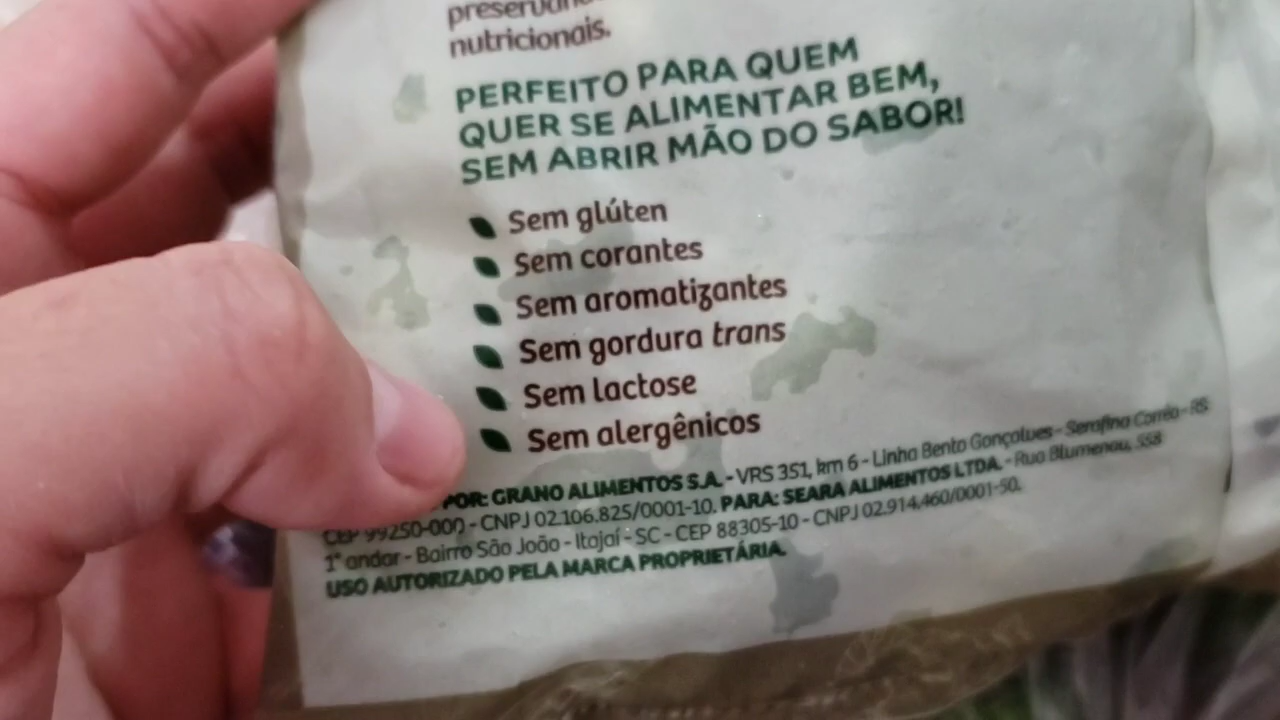 nutricionais.
PERFEITO PARA QUEM
QUER SE ALIMENTAR BEM,
SEM ABRIR MÃO DO SABOR!
Sem glúten
Sem corantes
Sem aromatizantes
Sem gordura trans
Sem lactose
Sem alergênicos
POR: GRANO ALIMENTOS S.A. - VRS 351, km 6 - Linha Bento Gonçalves - Serafina Corrêa - RS
CEP 99250-000 - CNPJ 02.106.825/0001-10. PARA: SEARA ALIMENTOS LTDA. - Rua Blumenau, 558
1° andar - Bairro São João - Itajaí - SC - CEP 88305-10 - CNPJ 02.914.460/0001-50.
USO AUTORIZADO PELA MARCA PROPRIETÁRIA.